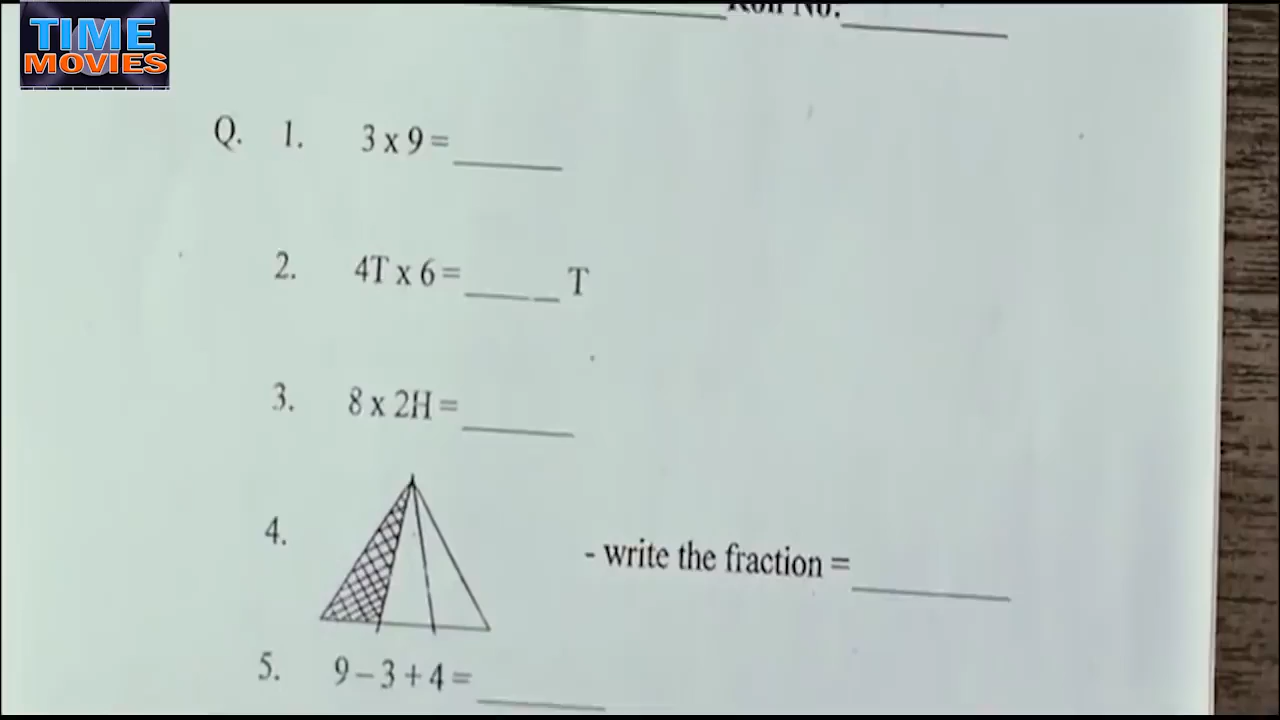 TIME
MOVIES
Roll No.
Q. 1. 3 x 9 =
2. 4T x 6 = T
3. 8 x 2H =
4. - write the fraction =
5. 9 – 3 + 4 =